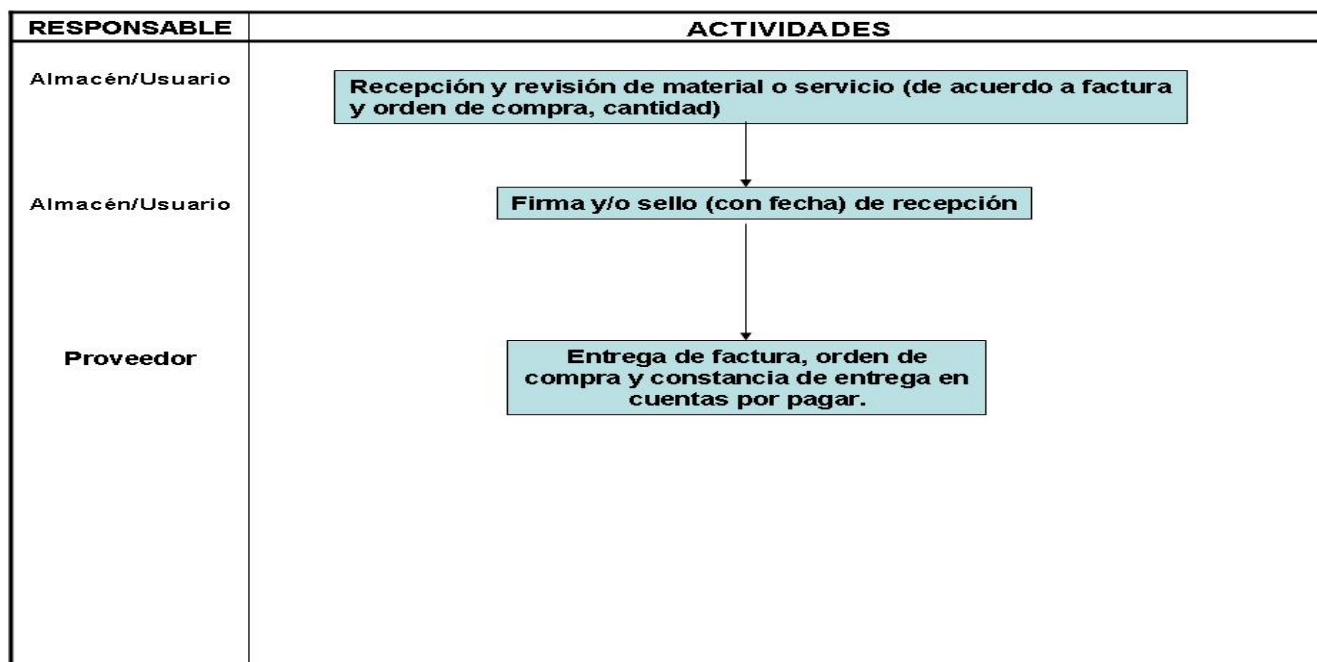 RESPONSABLE
ACTIVIDADES
Almacén/Usuario
Recepción y revisión de material o servicio (de acuerdo a factura
y orden de compra, cantidad)
Almacén/Usuario
Firma y/o sello (con fecha) de recepción
Proveedor
Entrega de factura, orden de
compra y constancia de entrega en
cuentas por pagar.